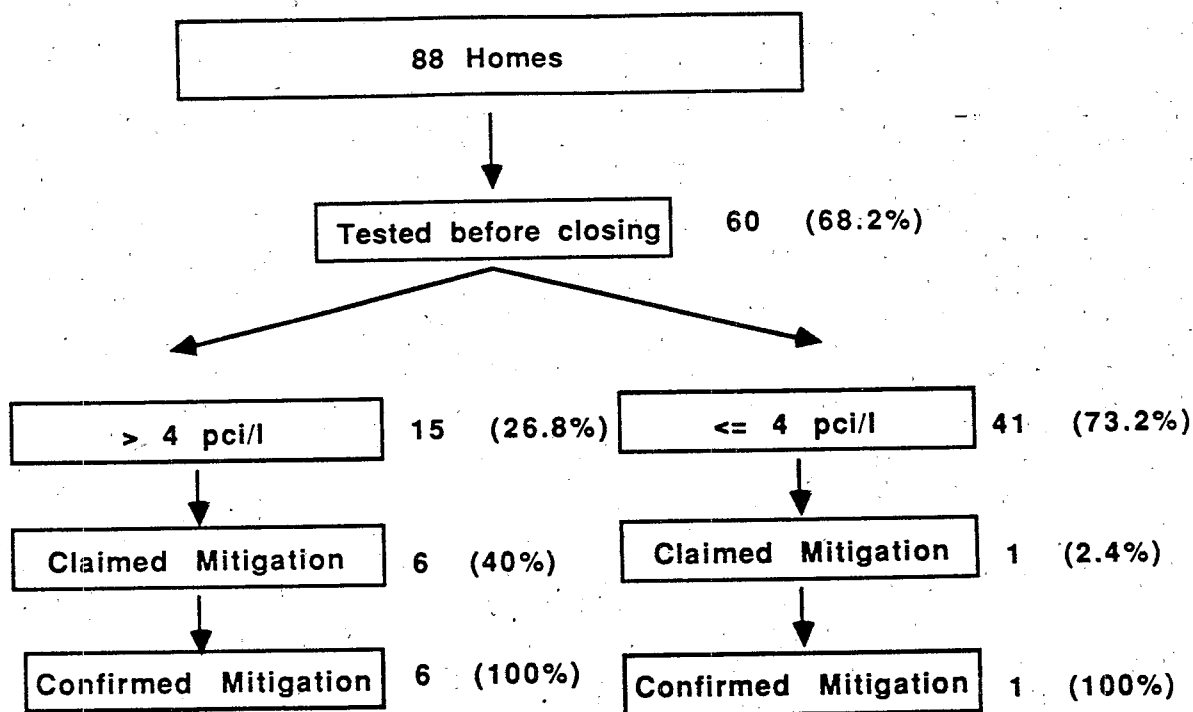 88 Homes
Tested before closing 60 (68.2%)
> 4 pci/l 15 (26.8%) <= 4 pci/l 41 (73.2%)
Claimed Mitigation 6 (40%) Claimed Mitigation 1 (2.4%)
Confirmed Mitigation 6 (100%) Confirmed Mitigation 1 (100%)